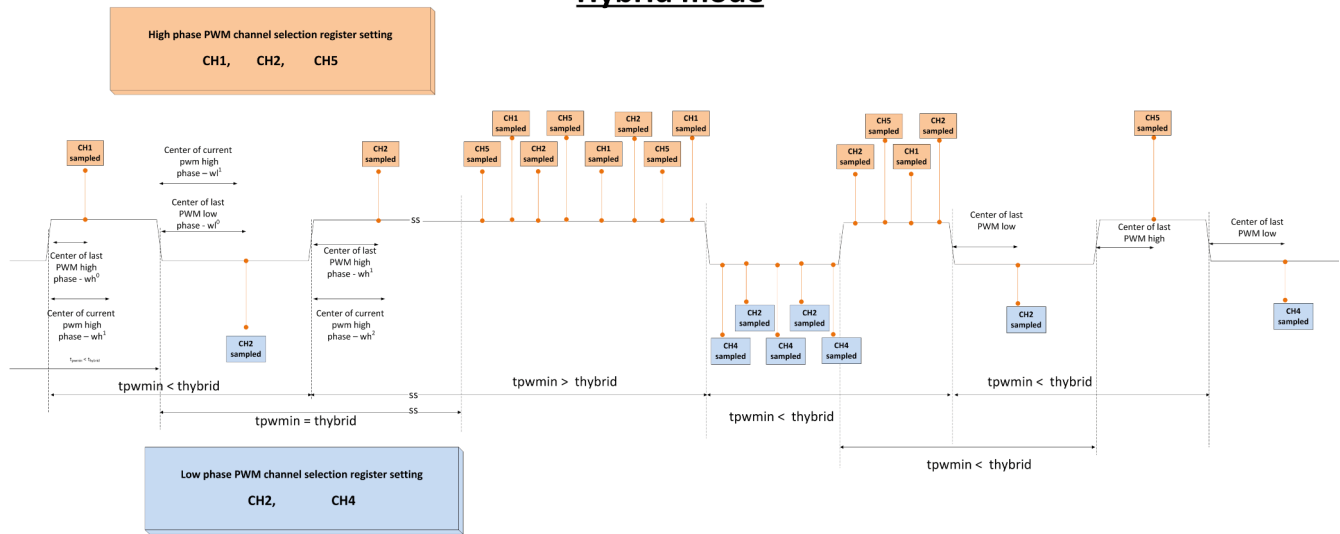 Hybrid mode
High phase PWM channel selection register setting
CH1, CH2, CH5
CH1
sampled
Center of current
pwm high
phase – wl1
Center of last
PWM low
phase - wl0
CH2
sampled
CH5
sampled
CH1
sampled
CH2
sampled
CH5
sampled
CH1
sampled
CH2
sampled
CH5
sampled
CH1
sampled
CH2
sampled
CH5
sampled
CH1
sampled
CH2
sampled
CH5
sampled
ss
Center of last
PWM high
phase - wh0
Center of current
pwm high
phase – wh1
CH2
sampled
Center of last
PWM high
phase - wh1
Center of current
pwm high
phase – wh2
CH4
sampled
CH2
sampled
CH4
sampled
CH2
sampled
CH4
sampled
Center of last
PWM low
CH2
sampled
Center of last
PWM high
Center of last
PWM low
CH4
sampled
tpwmin < thybrid
tpwmin < thybrid
ss
tpwmin > thybrid
tpwmin < thybrid
tpwmin < thybrid
ss
tpwmin = thybrid
tpwmin < thybrid
Low phase PWM channel selection register setting
CH2, CH4